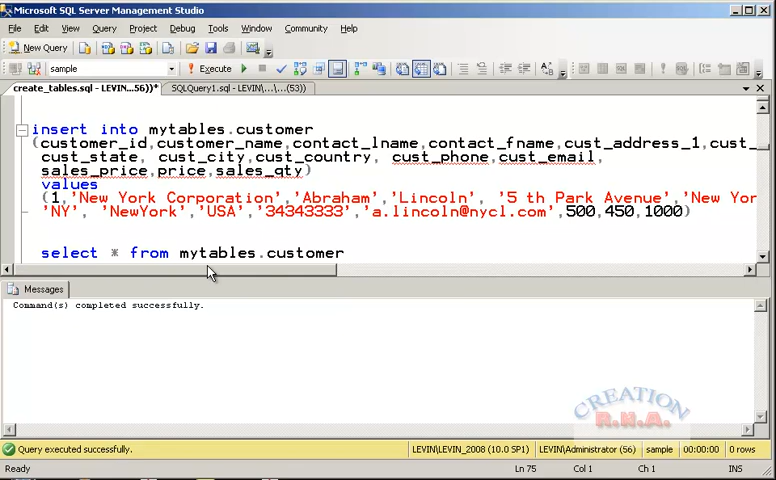 Microsoft SQL Server Management Studio
File Edit View Query Project Debug Tools Window Community Help
New Query
sample Execute
create_tables.sql - LEVIN...56))* SQLQuery1.sql - LEVIN\...\...(53))
insert into mytables.customer
(customer_id,customer_name,contact_lname,contact_fname,cust_address_1,cust_
cust_state, cust_city,cust_country, cust_phone,cust_email,
sales_price,price,sales_qty)
values
(1,'New York Corporation','Abraham','Lincoln', '5 th Park Avenue','New Yor
'NY', 'NewYork','USA','34343333','a.lincoln@nycl.com',500,450,1000)
select * from mytables.customer
Messages
Command(s) completed successfully.
CREATION
R.N.A.
Query executed successfully. LEVIN\LEVIN_2008 (10.0 SP1) LEVIN\Administrator (56) sample 00:00:00 0 rows
Ready Ln 75 Col 1 Ch 1 INS